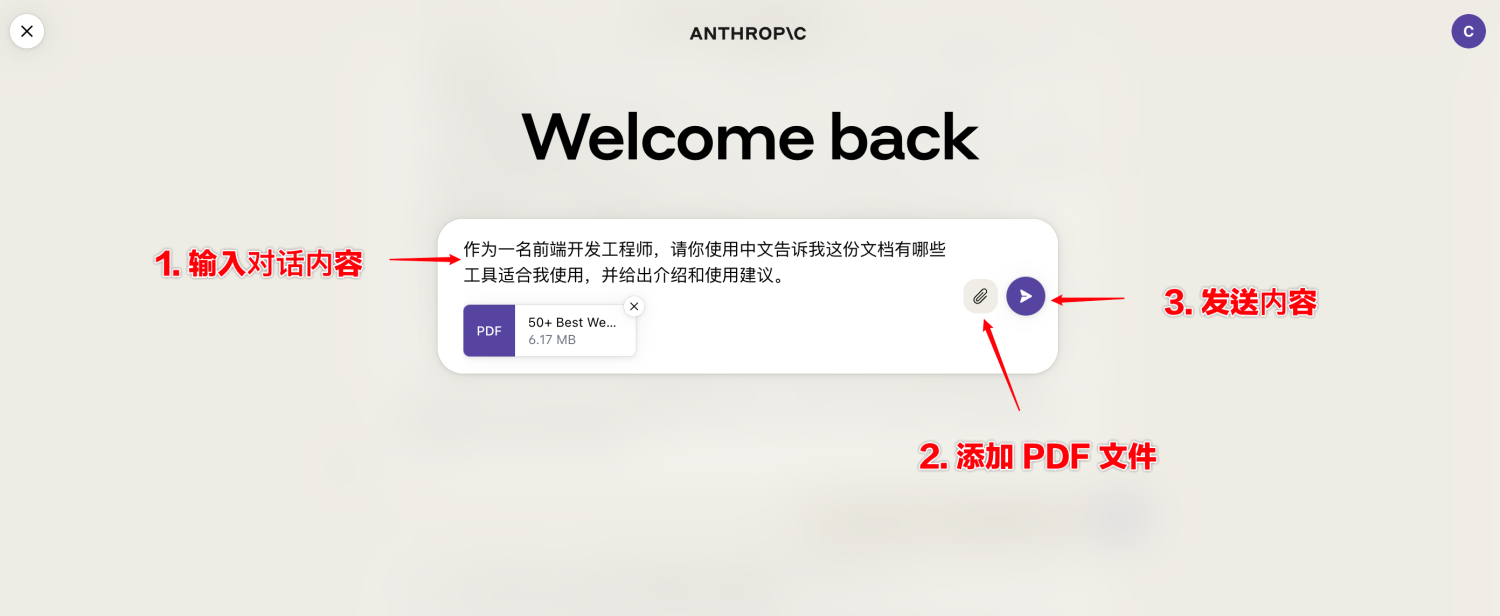 ANTHROP\C
C
Welcome back
1. 输入对话内容
作为一名前端开发工程师，请你使用中文告诉我这份文档有哪些
工具适合我使用，并给出介绍和使用建议。
PDF
50+ Best We...
6.17 MB
3. 发送内容
2. 添加 PDF 文件